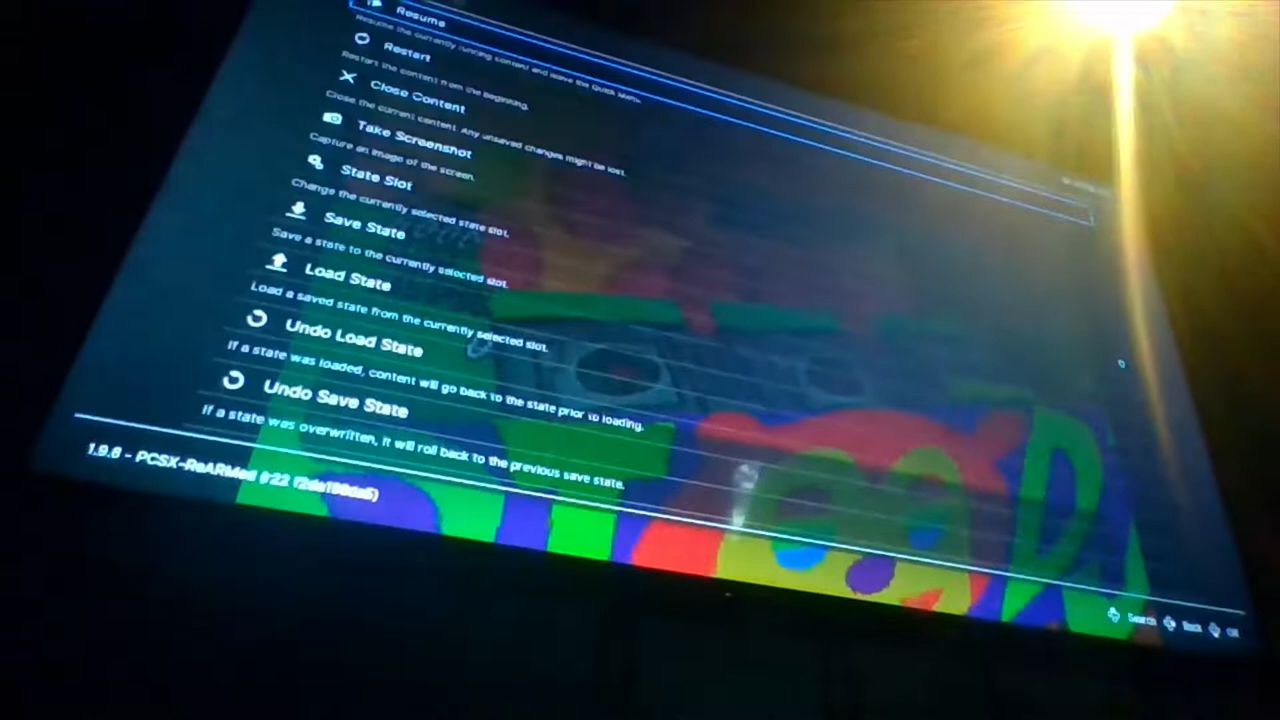 Resume
Resume the currently running content and leave the Quick Menu.
Restart
Restart the content from the beginning.
Close Content
Close the current content. Any unsaved changes might be lost.
Take Screenshot
Capture an image of the screen.
State Slot
Change the currently selected state slot.
Save State
Save a state to the currently selected slot.
Load State
Load a saved state from the currently selected slot.
Undo Load State
If a state was loaded, content will go back to the state prior to loading.
Undo Save State
If a state was overwritten, it will roll back to the previous save state.
1.9.8 - PCSX-ReARMed
Search Back OK